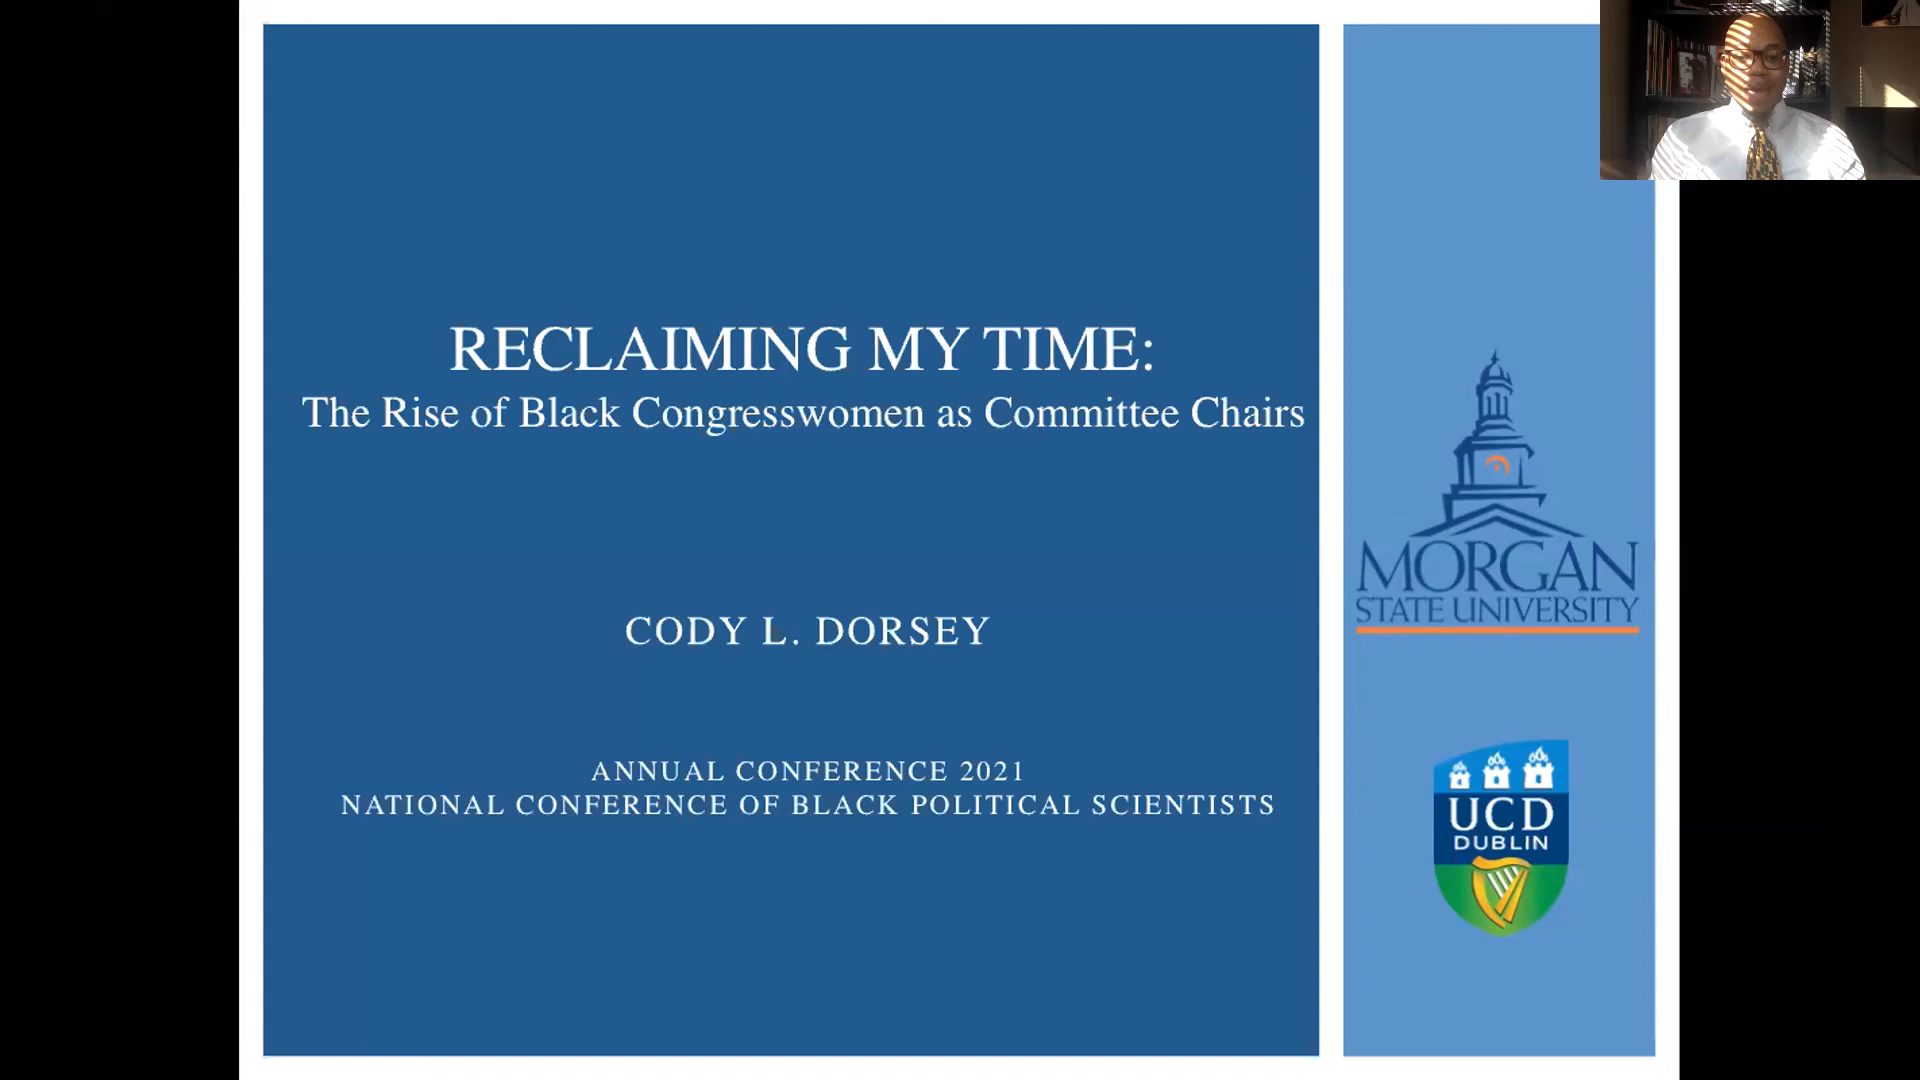 RECLAIMING MY TIME:
The Rise of Black Congresswomen as Committee Chairs
CODY L. DORSEY
ANNUAL CONFERENCE 2021
NATIONAL CONFERENCE OF BLACK POLITICAL SCIENTISTS
MORGAN
STATE UNIVERSITY
UCD
DUBLIN